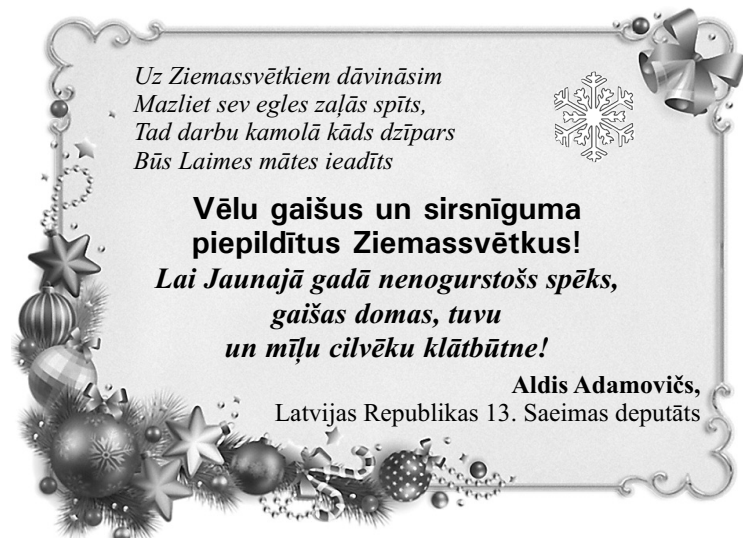 Uz Ziemassvētkiem dāvināsim
Mazliet sev egles zaļās spīts,
Tad darbu kamolā kāds dzīpars
Būs Laimes mātes ieadīts
Vēlu gaišus un sirsnīguma
piepildītus Ziemassvētkus!
Lai Jaunajā gadā nenogurstošs spēks,
gaišas domas, tuvu
un mīļu cilvēku klātbūtne!
Aldis Adamovičs,
Latvijas Republikas 13. Saeimas deputāts